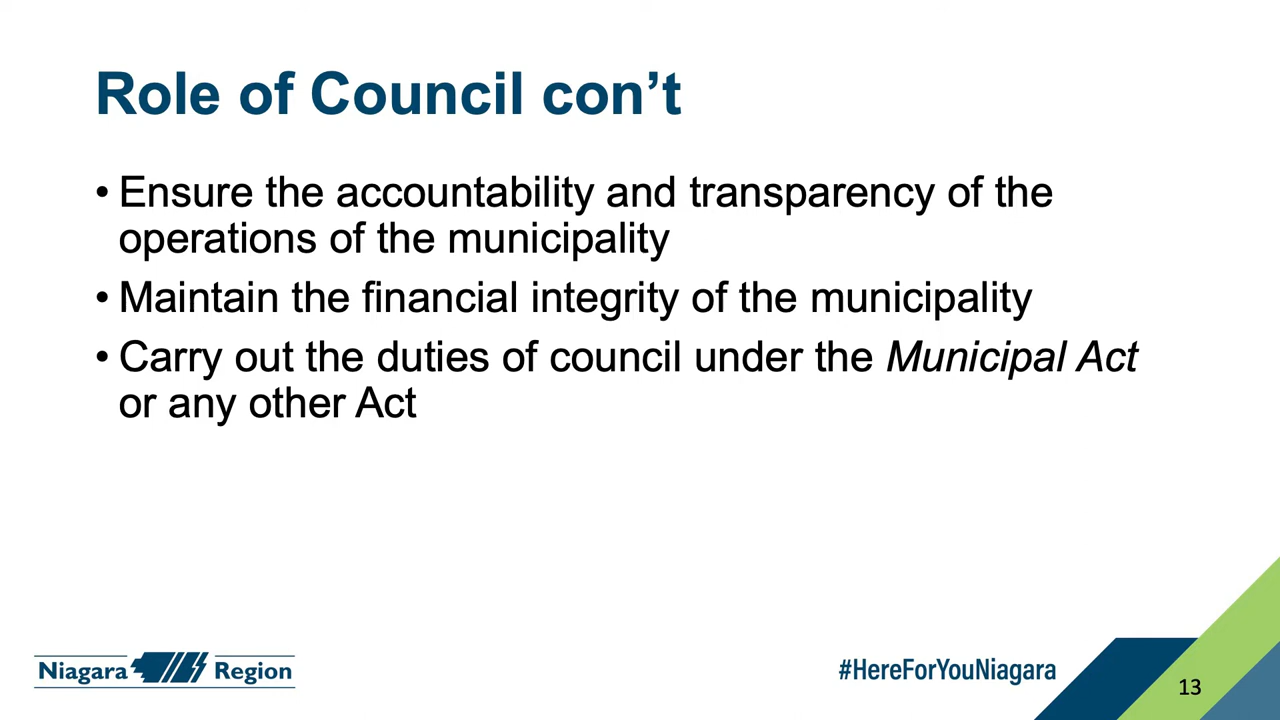 Role of Council con’t
• Ensure the accountability and transparency of the
operations of the municipality
• Maintain the financial integrity of the municipality
• Carry out the duties of council under the Municipal Act
or any other Act
Niagara Region
#HereForYouNiagara
13